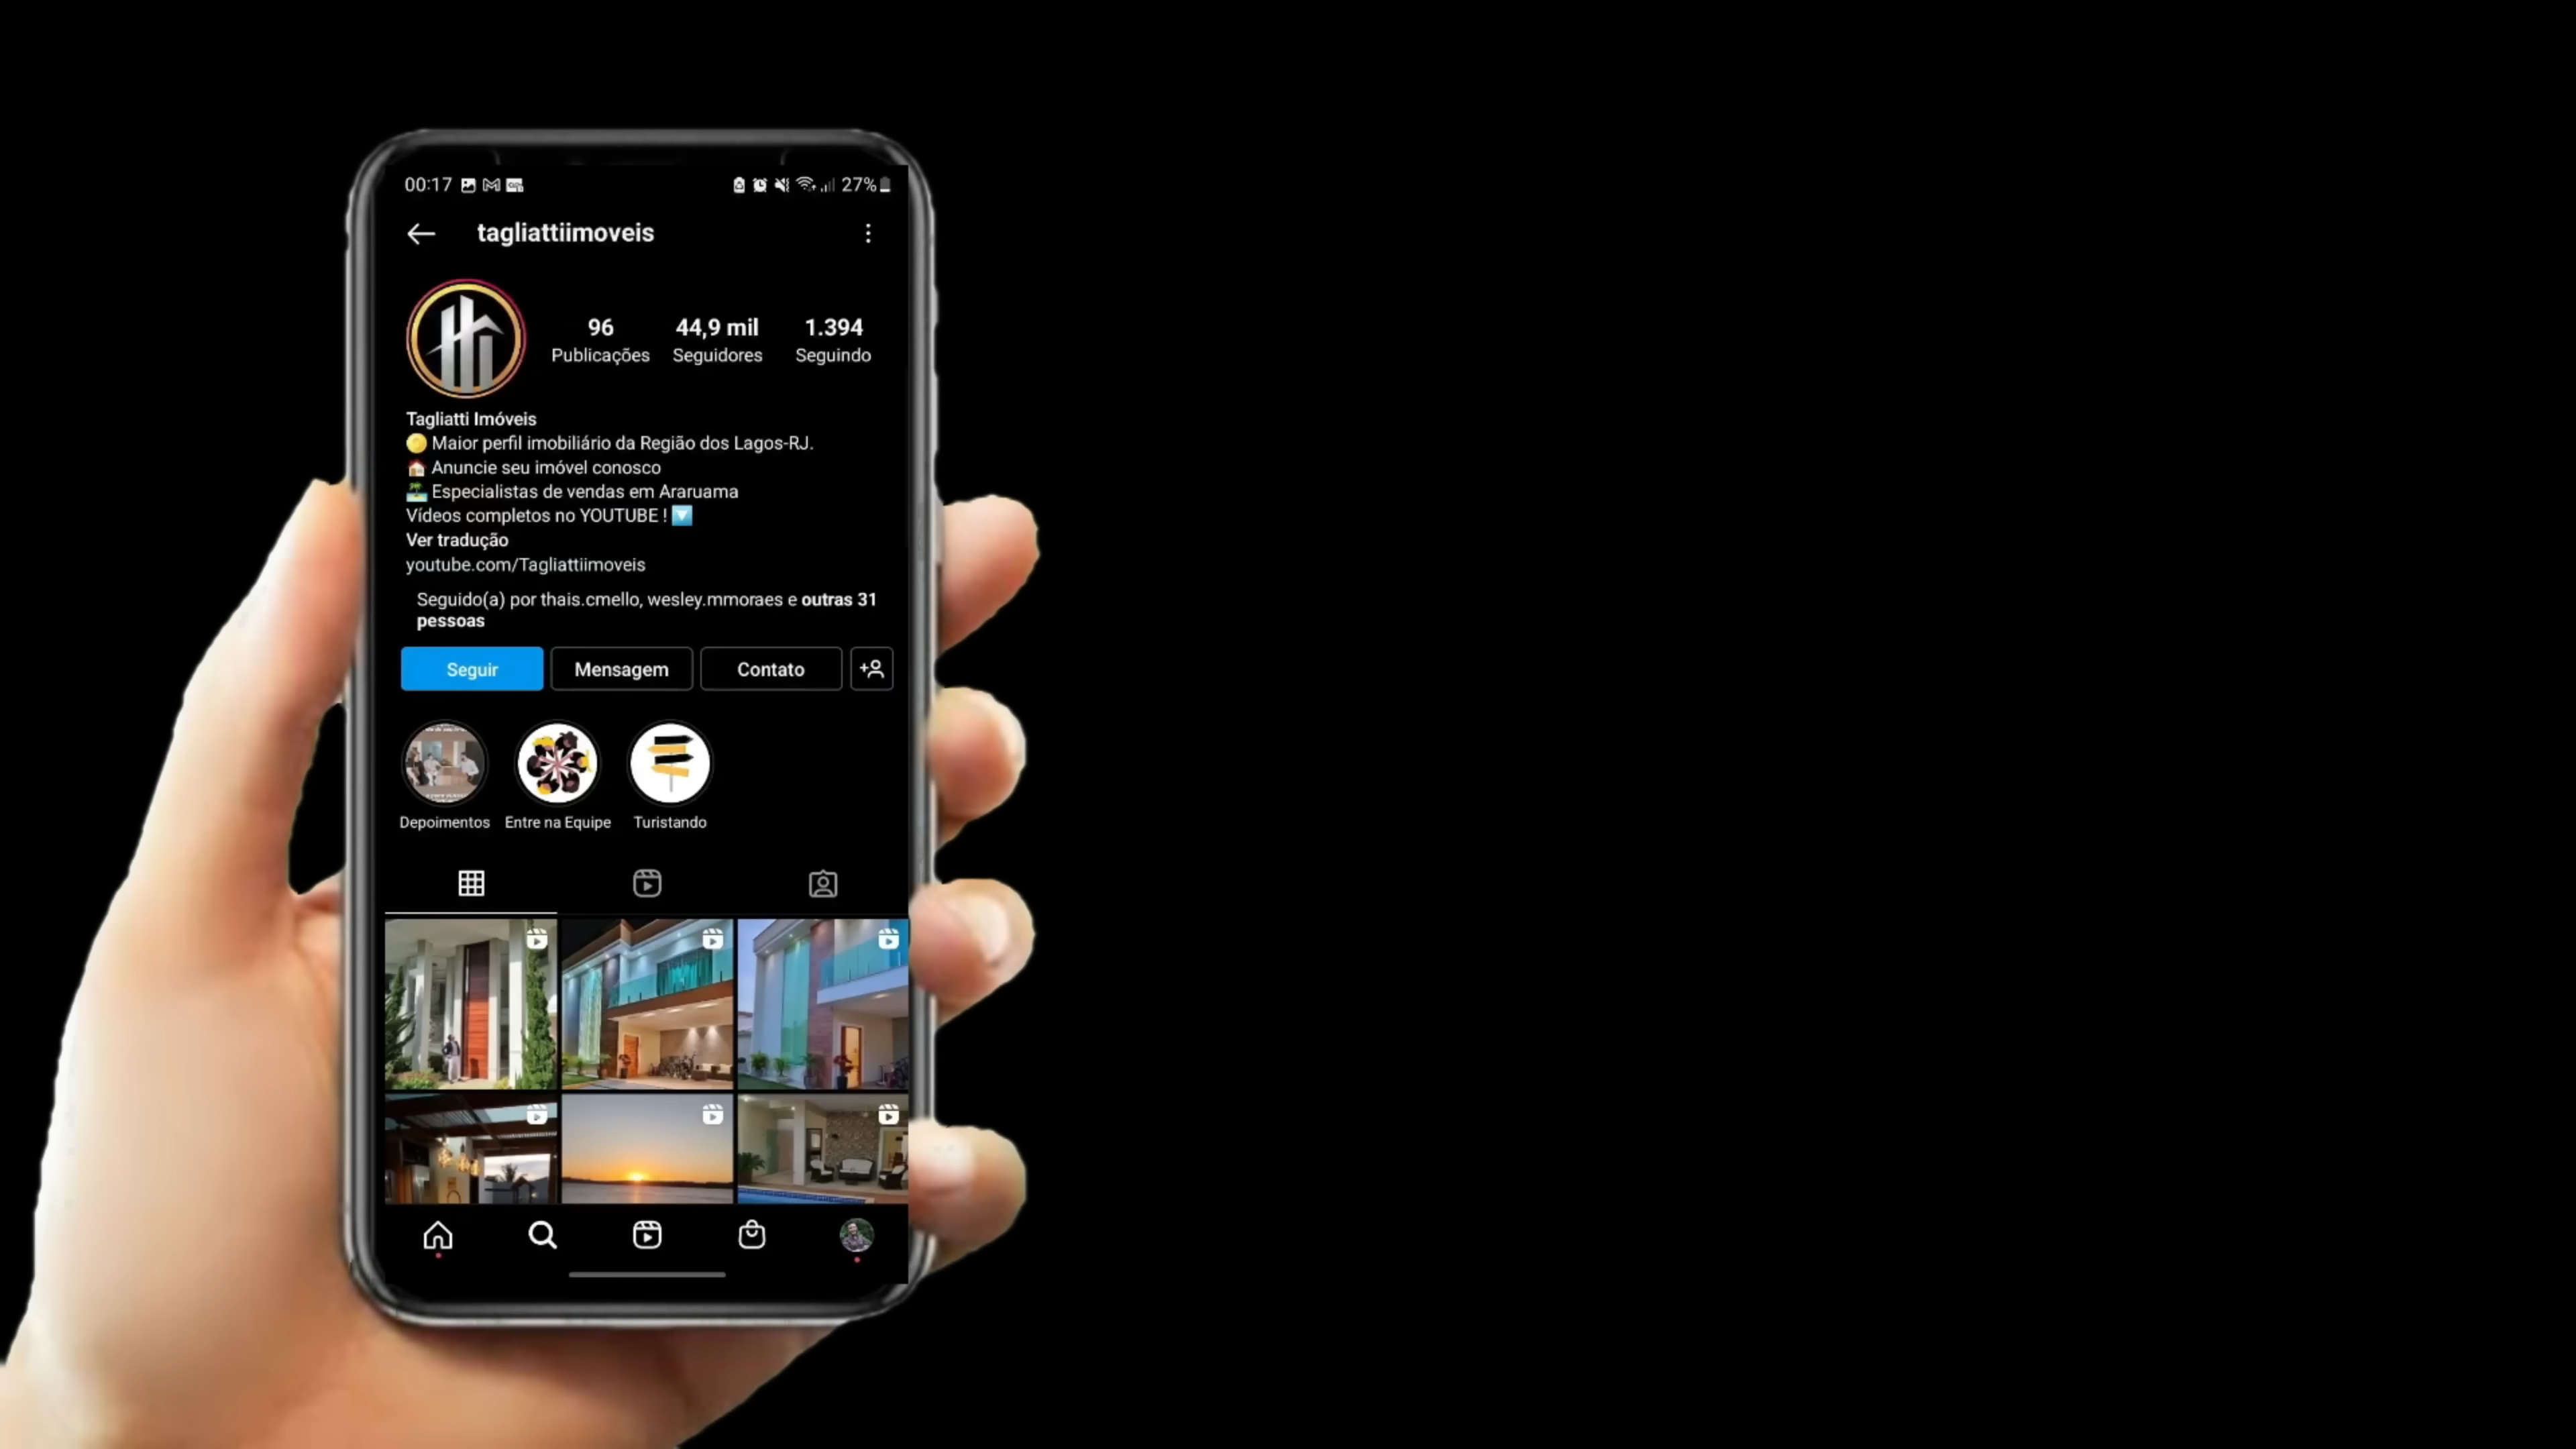 00:17
27%
tagliattiimoveis
96
44,9 mil
1.394
Publicações
Seguidores
Seguindo
Tagliatti Imóveis
Maior perfil imobiliário da Região dos Lagos-RJ.
Anuncie seu imóvel conosco
Especialistas de vendas em Araruama
Vídeos completos no YOUTUBE !
Ver tradução
youtube.com/Tagliattiimoveis
Seguido(a) por thais.cmello, wesley.mmoraes e outras 31
pessoas
Seguir
Mensagem
Contato
Depoimentos
Entre na Equipe
Turistando